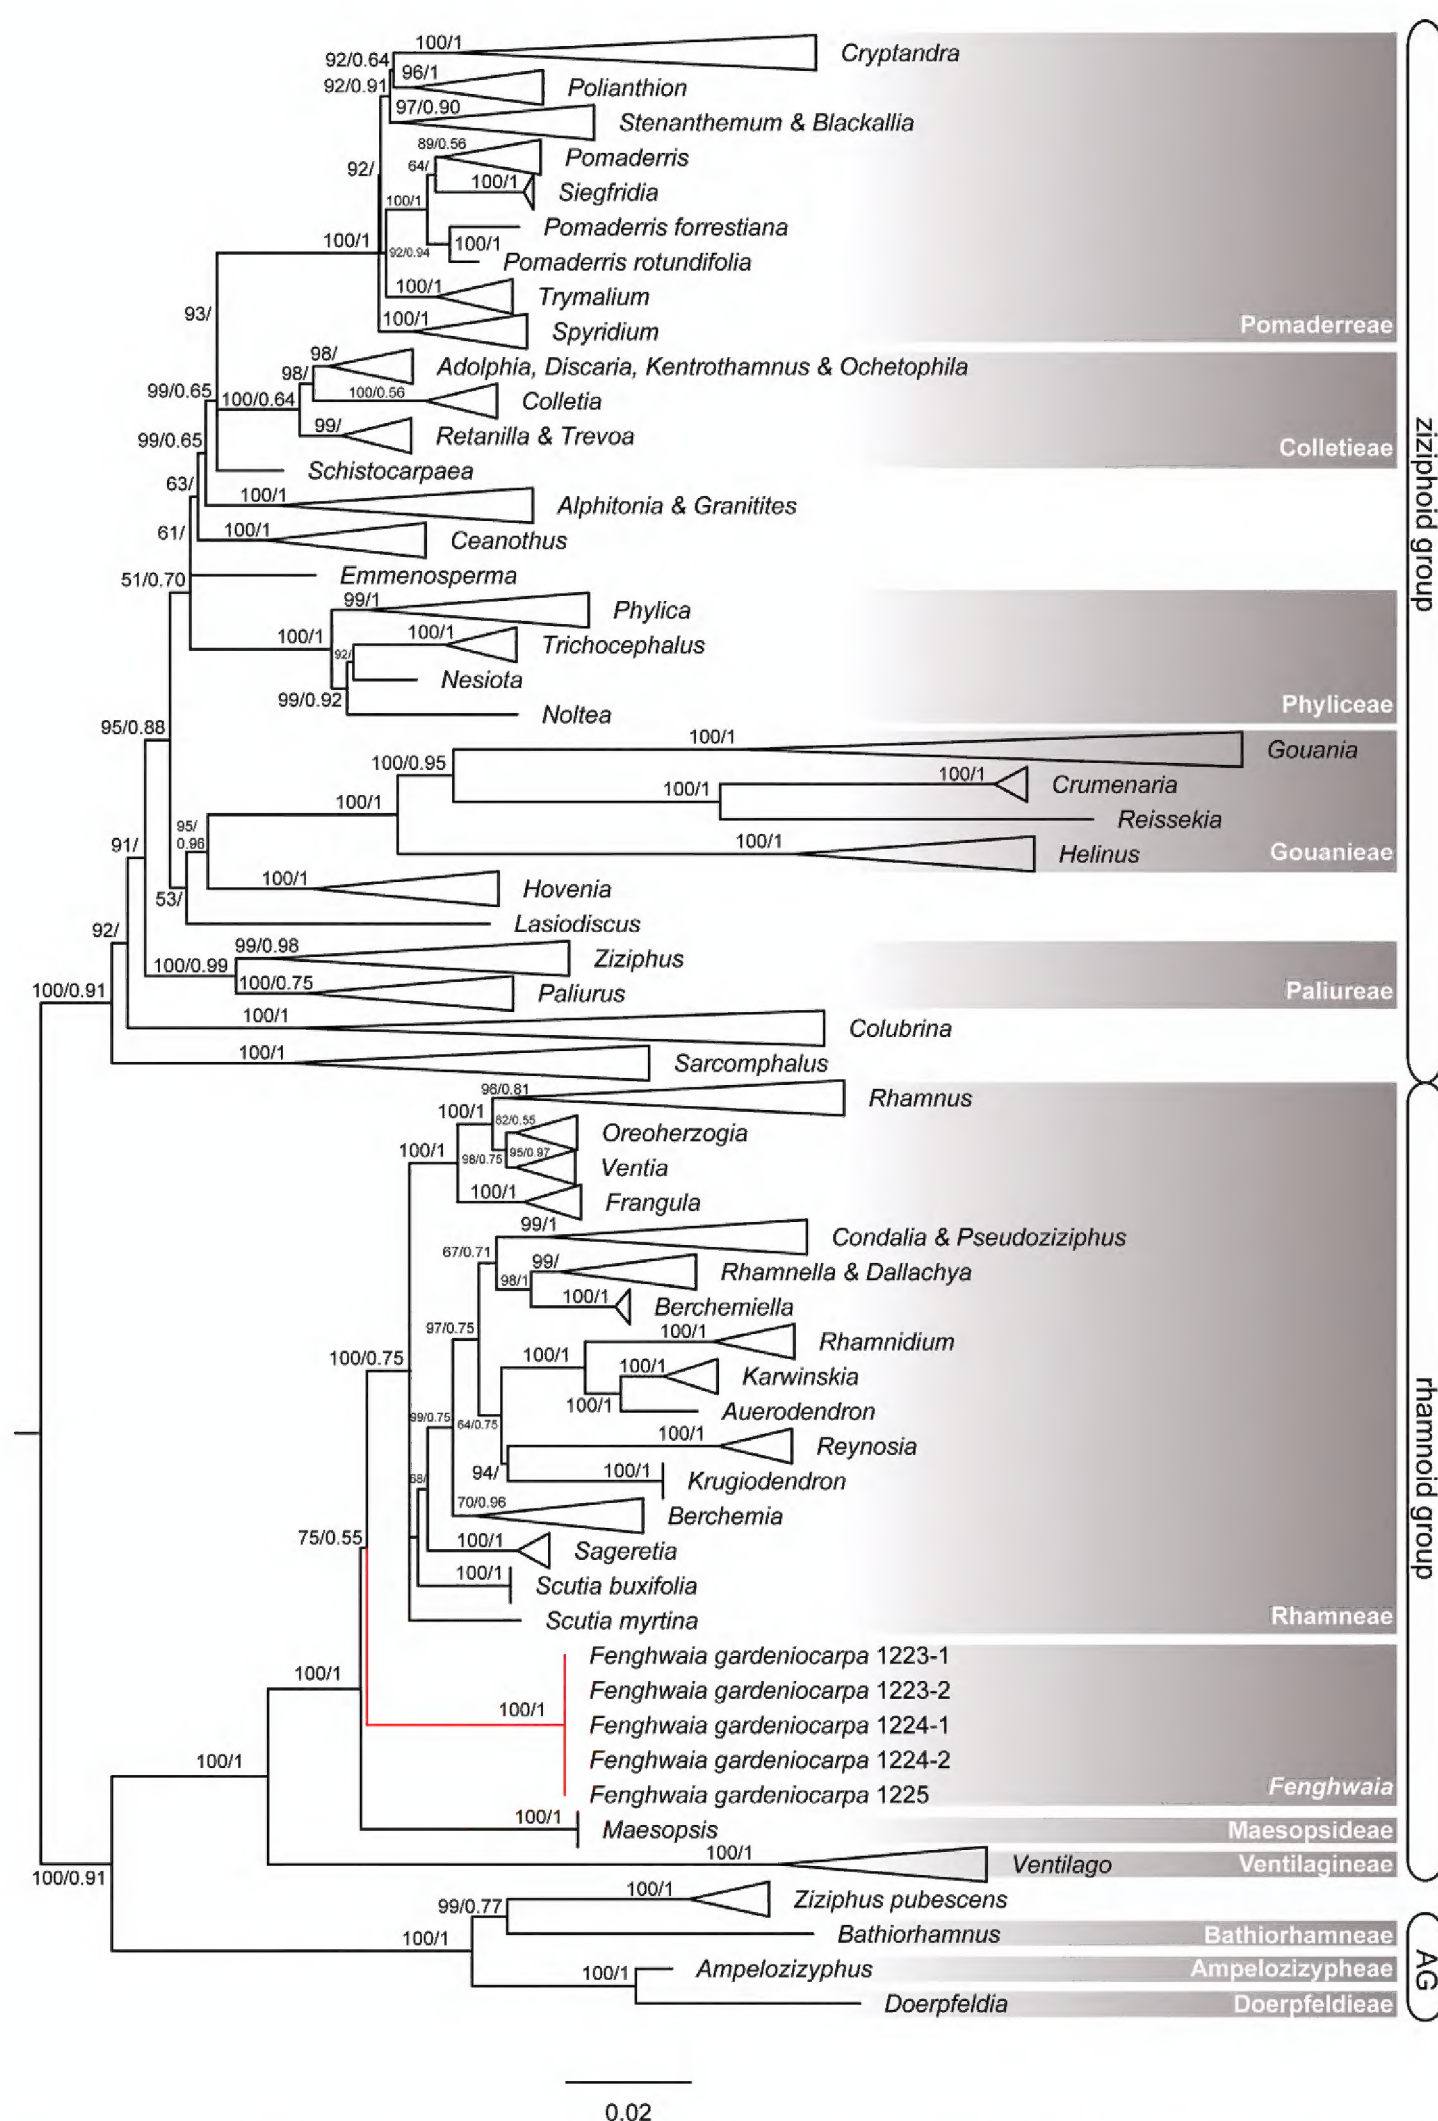 100/1
Cryptandra
92/0.64
96/1
92/0.91
Polianthion
97/0.90
Stenanthemum & Blackallia
89/0.56
Pomaderris
92/
64/
100/1
Siegfridia
100/1
Pomaderris forrestiana
100/1
92/0.94
100/1
Pomaderris rotundifolia
100/1
Trymalium
93/
100/1
Spyridium
Pomaderreae
98/
Adolphia, Discaria, Kentrothamnus & Ochetophila
98/
99/0.65
100/0.64
100/0.56
Colletia
99/
Retanilla & Trevoa
Colletieae
99/0.65
Schistocarpaea
63/
100/1
Alphitonia & Granitites
61/
100/1
Ceanothus
51/0.70
Emmenosperma
99/1
Phylica
100/1
100/1
Trichocephalus
92/
Nesiota
99/0.92
Noltea
Phyliceae
95/0.88
100/1
Gouania
100/0.95
100/1
Crumenaria
100/1
100/1
Reissekia
95/
0.96
100/1
Helinus
Gouanieae
91/
100/1
Hovenia
53/
Lasiodiscus
92/
99/0.98
Ziziphus
100/0.99
100/0.75
Paliurus
Paliureae
100/0.91
100/1
Colubrina
100/1
Sarcomphalus
ziziphoid group
96/0.81
Rhamnus
100/1
82/0.55
Oreoherzogia
100/1
98/0.75
95/0.97
Ventia
100/1
Frangula
99/1
Condalia & Pseudoziziphus
67/0.71
99/
Rhamnella & Dallachya
98/1
100/1
Berchemiella
97/0.75
100/1
Rhamnidium
100/0.75
100/1
100/1
Karwinskia
100/1
Auerodendron
99/0.75
64/0.75
100/1
Reynosia
94/
100/1
Krugiodendron
68/
70/0.96
Berchemia
75/0.55
100/1
Sageretia
100/1
Scutia buxifolia
Scutia myrtina
Rhamneae
rhamnoid group
Fenghwaia gardeniocarpa 1223-1
100/1
Fenghwaia gardeniocarpa 1223-2
100/1
Fenghwaia gardeniocarpa 1224-1
100/1
Fenghwaia gardeniocarpa 1224-2
Fenghwaia gardeniocarpa 1225
Fenghwaia
100/1
Maesopsis
Maesopsideae
100/1
Ventilago
Ventilagineae
100/0.91
100/1
Ziziphus pubescens
99/0.77
Bathiorhamnus
Bathiorhamneae
100/1
100/1
Ampelozizyphus
Ampelozizypheae
Doerpfeldia
Doerpfeldieae
AG
0.02